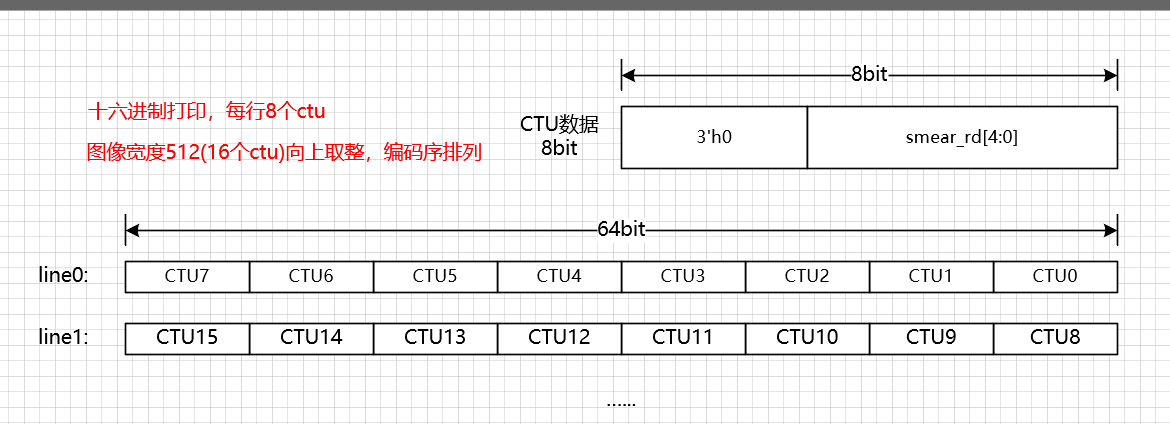 8bit
十六进制打印，每行8个ctu
CTU数据
8bit
3'h0
smear_rd[4:0]
图像宽度512(16个ctu)向上取整，编码序排列
64bit
line0:
CTU7
CTU6
CTU5
CTU4
CTU3
CTU2
CTU1
CTU0
line1:
CTU15
CTU14
CTU13
CTU12
CTU11
CTU10
CTU9
CTU8
......